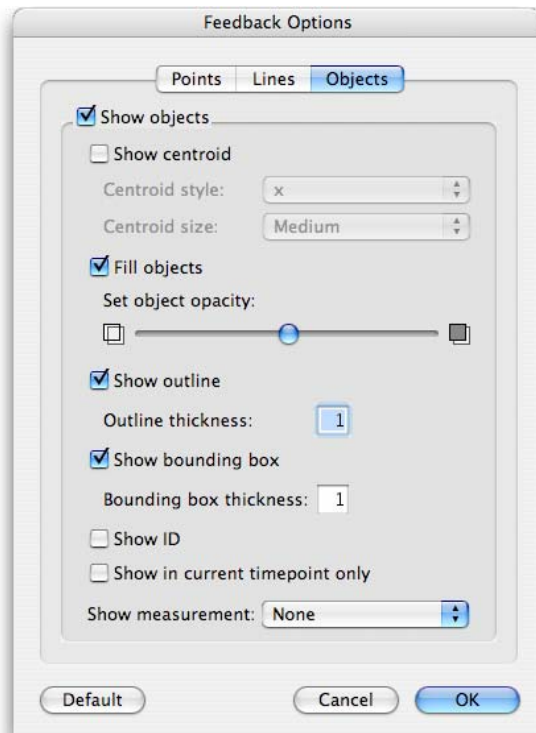 Feedback Options
Points Lines Objects
Show objects
Show centroid
Centroid style: x
Centroid size: Medium
Fill objects
Set object opacity:
Show outline
Outline thickness: 1
Show bounding box
Bounding box thickness: 1
Show ID
Show in current timepoint only
Show measurement: None
Default Cancel OK